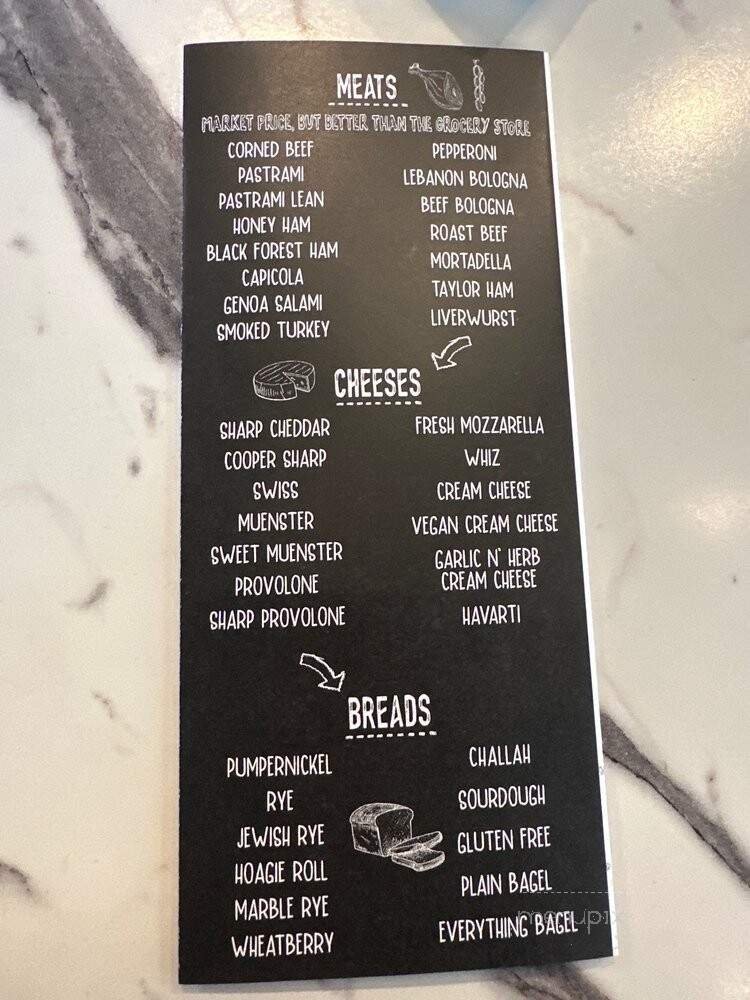 MEATS
MARKET PRICE, BUT BETTER THAN THE GROCERY STORE
CORNED BEEF
PASTRAMI
PASTRAMI LEAN
HONEY HAM
BLACK FOREST HAM
CAPICOLA
GENOA SALAMI
SMOKED TURKEY
PEPPERONI
LEBANON BOLOGNA
BEEF BOLOGNA
ROAST BEEF
MORTADELLA
TAYLOR HAM
LIVERWURST
CHEESES
SHARP CHEDDAR
COOPER SHARP
SWISS
MUENSTER
SWEET MUENSTER
PROVOLONE
SHARP PROVOLONE
FRESH MOZZARELLA
WHIZ
CREAM CHEESE
VEGAN CREAM CHEESE
GARLIC N' HERB
CREAM CHEESE
HAVARTI
BREADS
PUMPERNICKEL
RYE
JEWISH RYE
HOAGIE ROLL
MARBLE RYE
WHEATBERRY
CHALLAH
SOURDOUGH
GLUTEN FREE
PLAIN BAGEL
EVERYTHING BAGEL
menupix